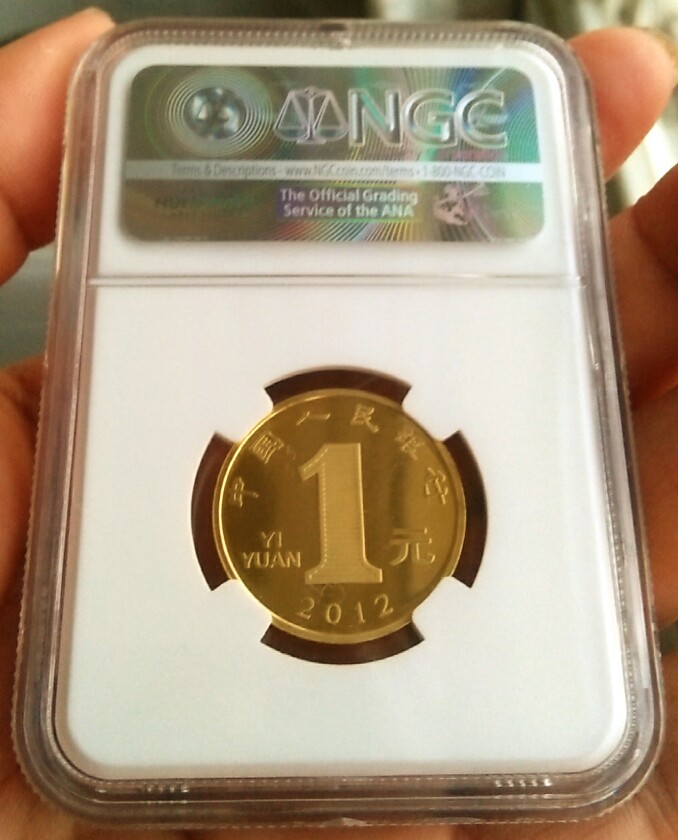 NGC
Terms & Descriptions - www.NGCcoin.com/terms • 1-800-NGC-COIN
The Official Grading
Service of the ANA
中国人民银行
1
YI
YUAN
元
2012